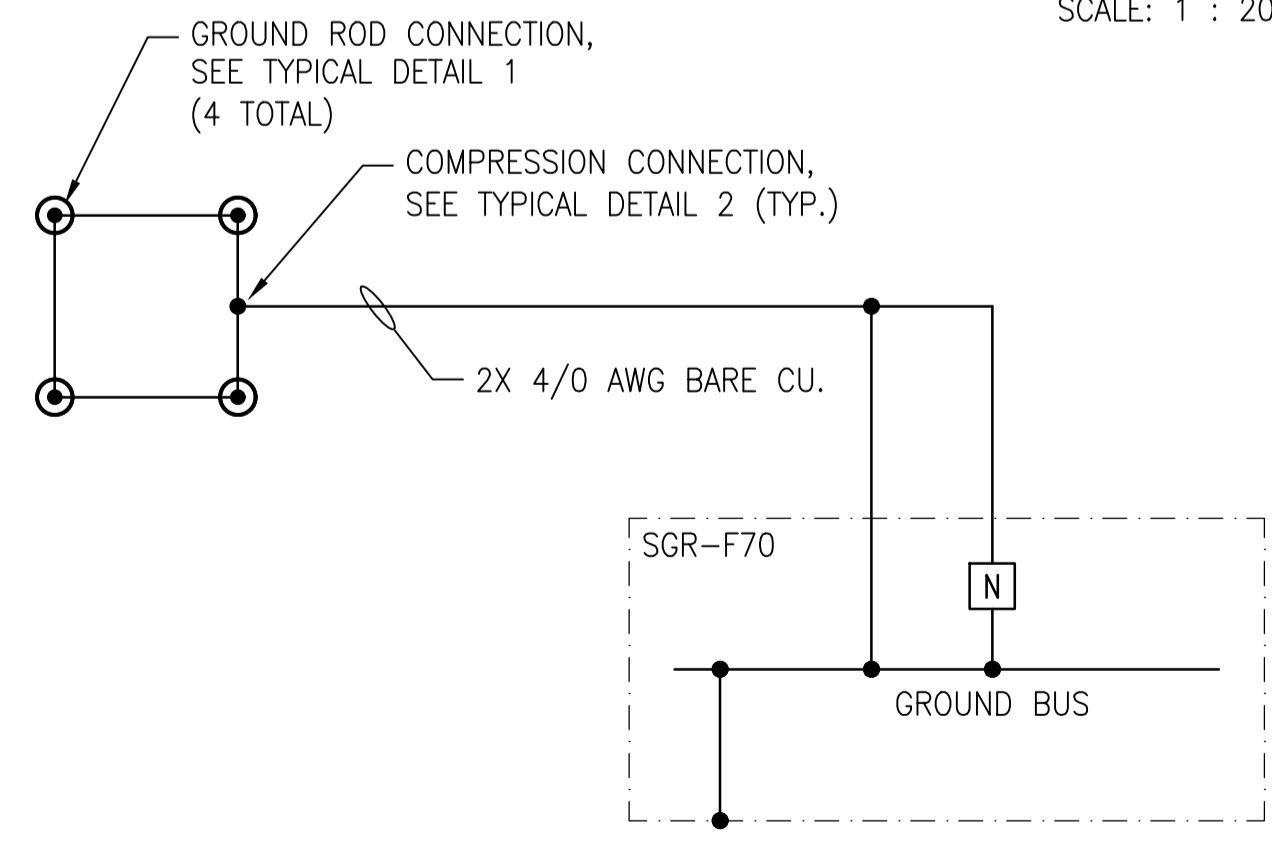 SCALE: 1 : 20
GROUND ROD CONNECTION,
SEE TYPICAL DETAIL 1
(4 TOTAL)
COMPRESSION CONNECTION,
SEE TYPICAL DETAIL 2 (TYP.)
2X 4/0 AWG BARE CU.
SGR-F70
N
GROUND BUS